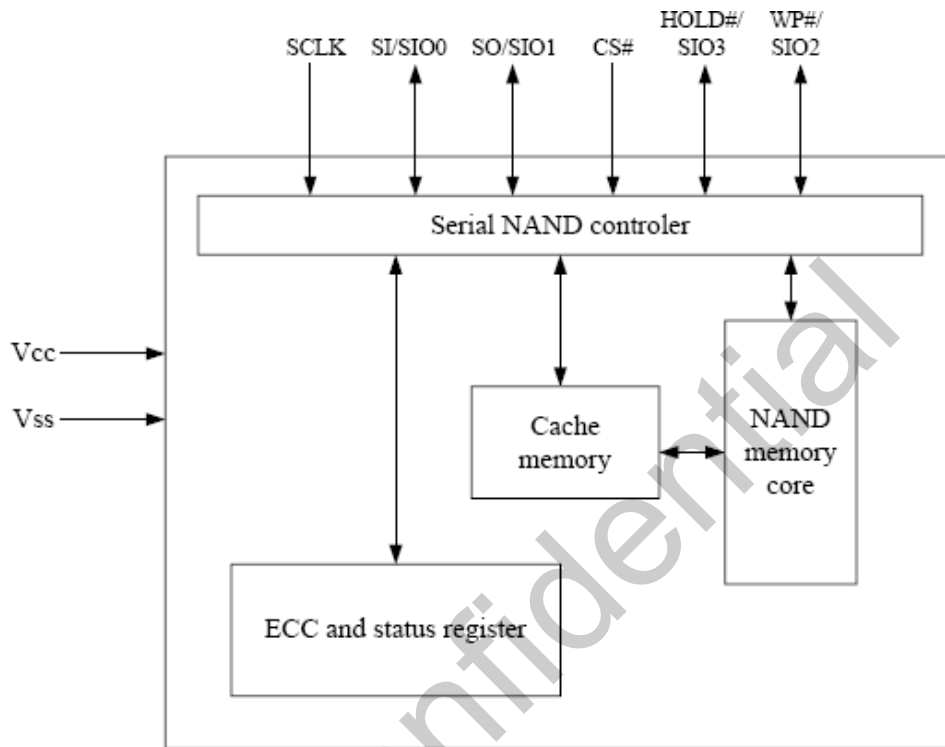 HOLD#/ WP#/
SCLK SI/SIO0 SO/SIO1 CS# SIO3 SIO2
Serial NAND controler
Vcc
Vss
Cache
memory
NAND
memory
core
ECC and status register
nfidential